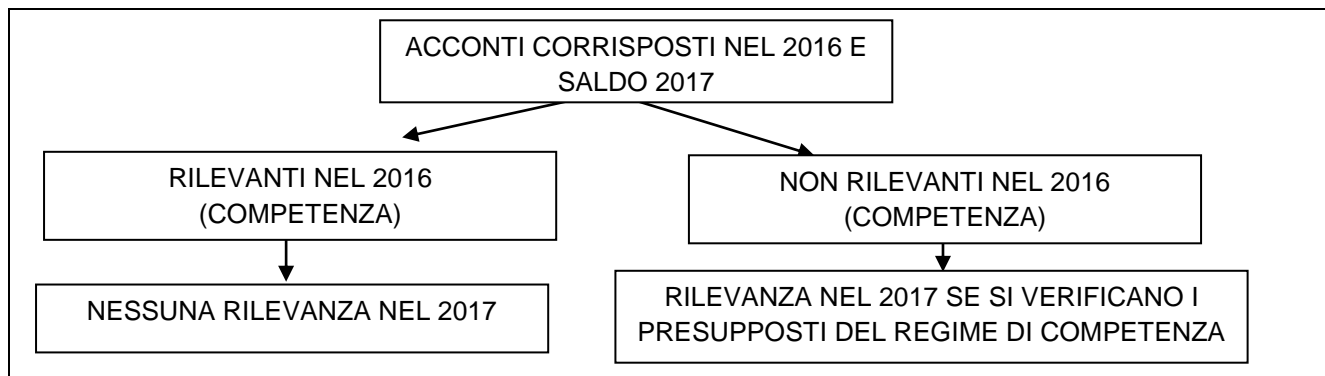 ACCONTI CORRISPOSTI NEL 2016 E
SALDO 2017
RILEVANTI NEL 2016
(COMPETENZA)
NON RILEVANTI NEL 2016
(COMPETENZA)
NESSUNA RILEVANZA NEL 2017
RILEVANZA NEL 2017 SE SI VERIFICANO I
PRESUPPOSTI DEL REGIME DI COMPETENZA